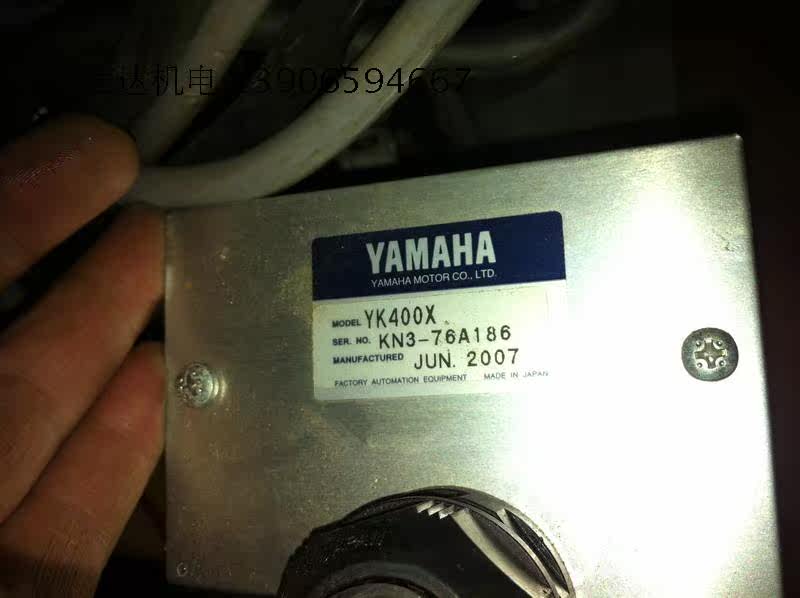 达机电 13906594667
YAMAHA
YAMAHA MOTOR CO., LTD.
MODEL YK400X
SER. NO. KN3-76A186
MANUFACTURED JUN. 2007
FACTORY AUTOMATION EQUIPMENT MADE IN JAPAN